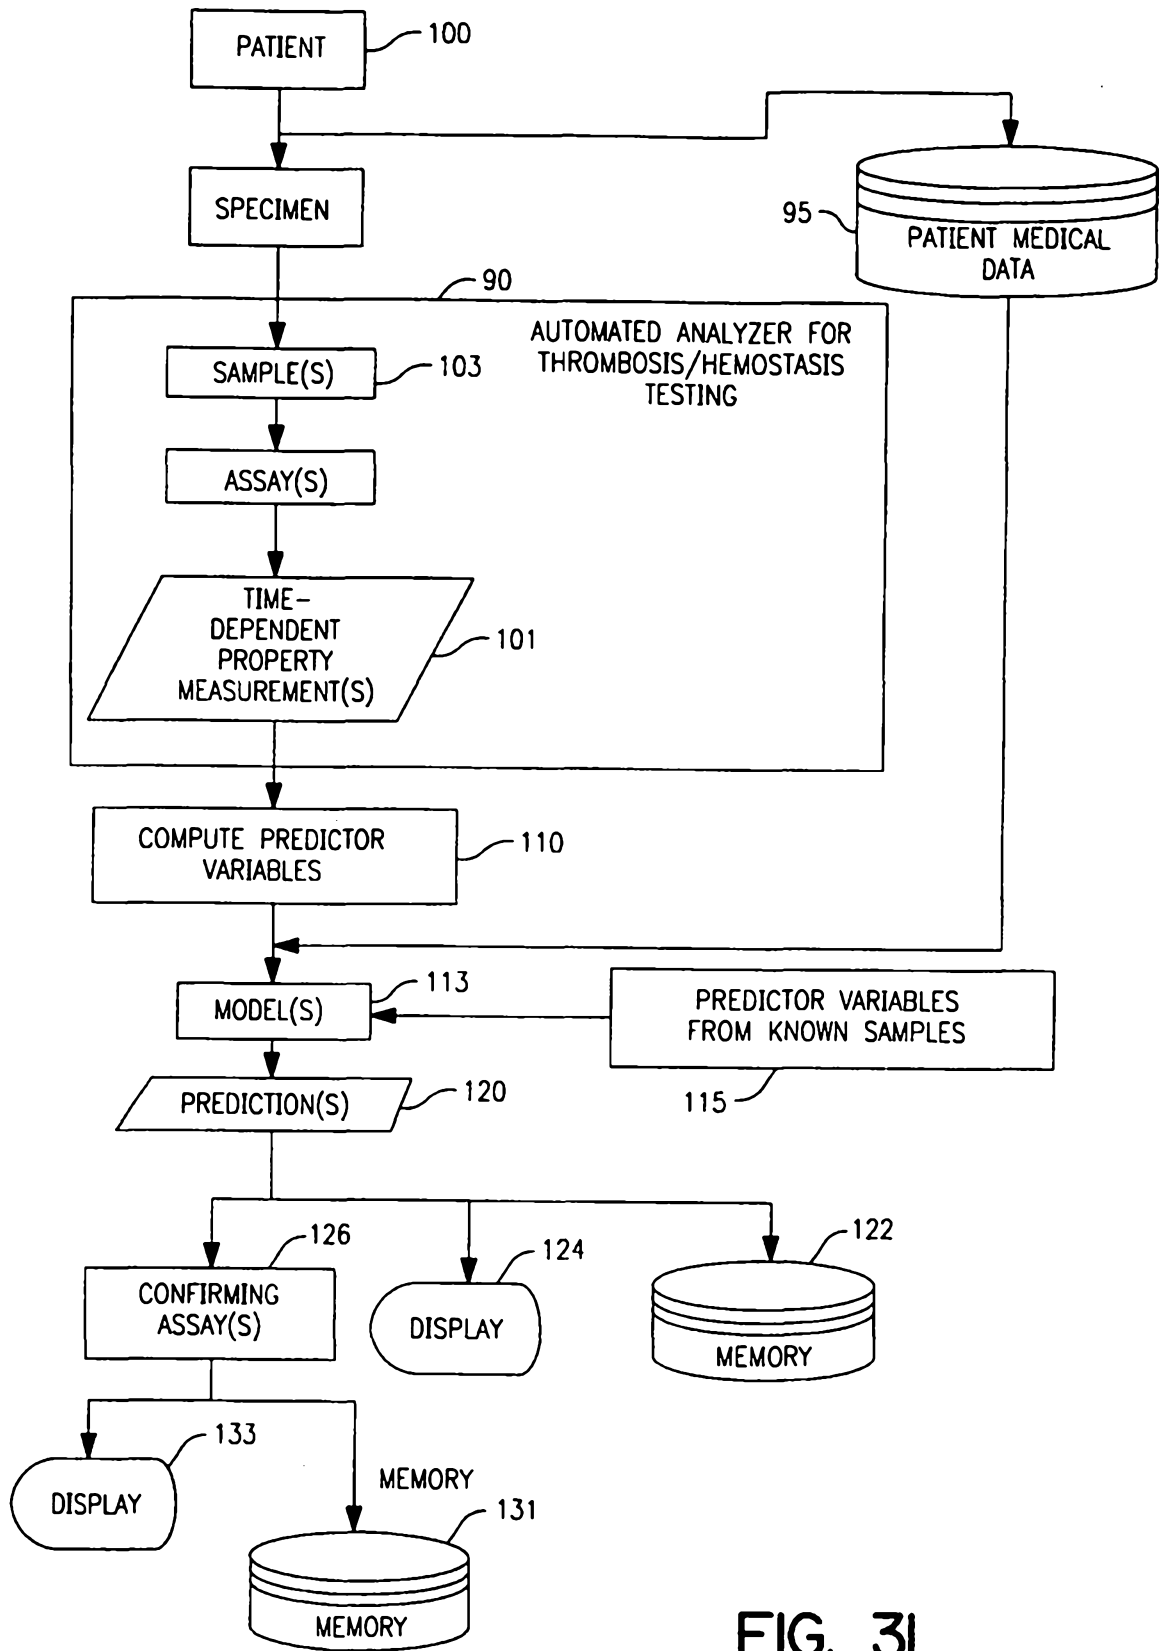 PATIENT
100
SPECIMEN
95
PATIENT MEDICAL
DATA
90
AUTOMATED ANALYZER FOR
THROMBOSIS/HEMOSTASIS
TESTING
SAMPLE(S)
103
ASSAY(S)
TIME-
DEPENDENT
PROPERTY
MEASUREMENT(S)
101
COMPUTE PREDICTOR
VARIABLES
110
MODEL(S)
113
PREDICTOR VARIABLES
FROM KNOWN SAMPLES
115
PREDICTION(S)
120
126
CONFIRMING
ASSAY(S)
124
DISPLAY
122
MEMORY
133
DISPLAY
MEMORY
131
MEMORY
FIG. 31